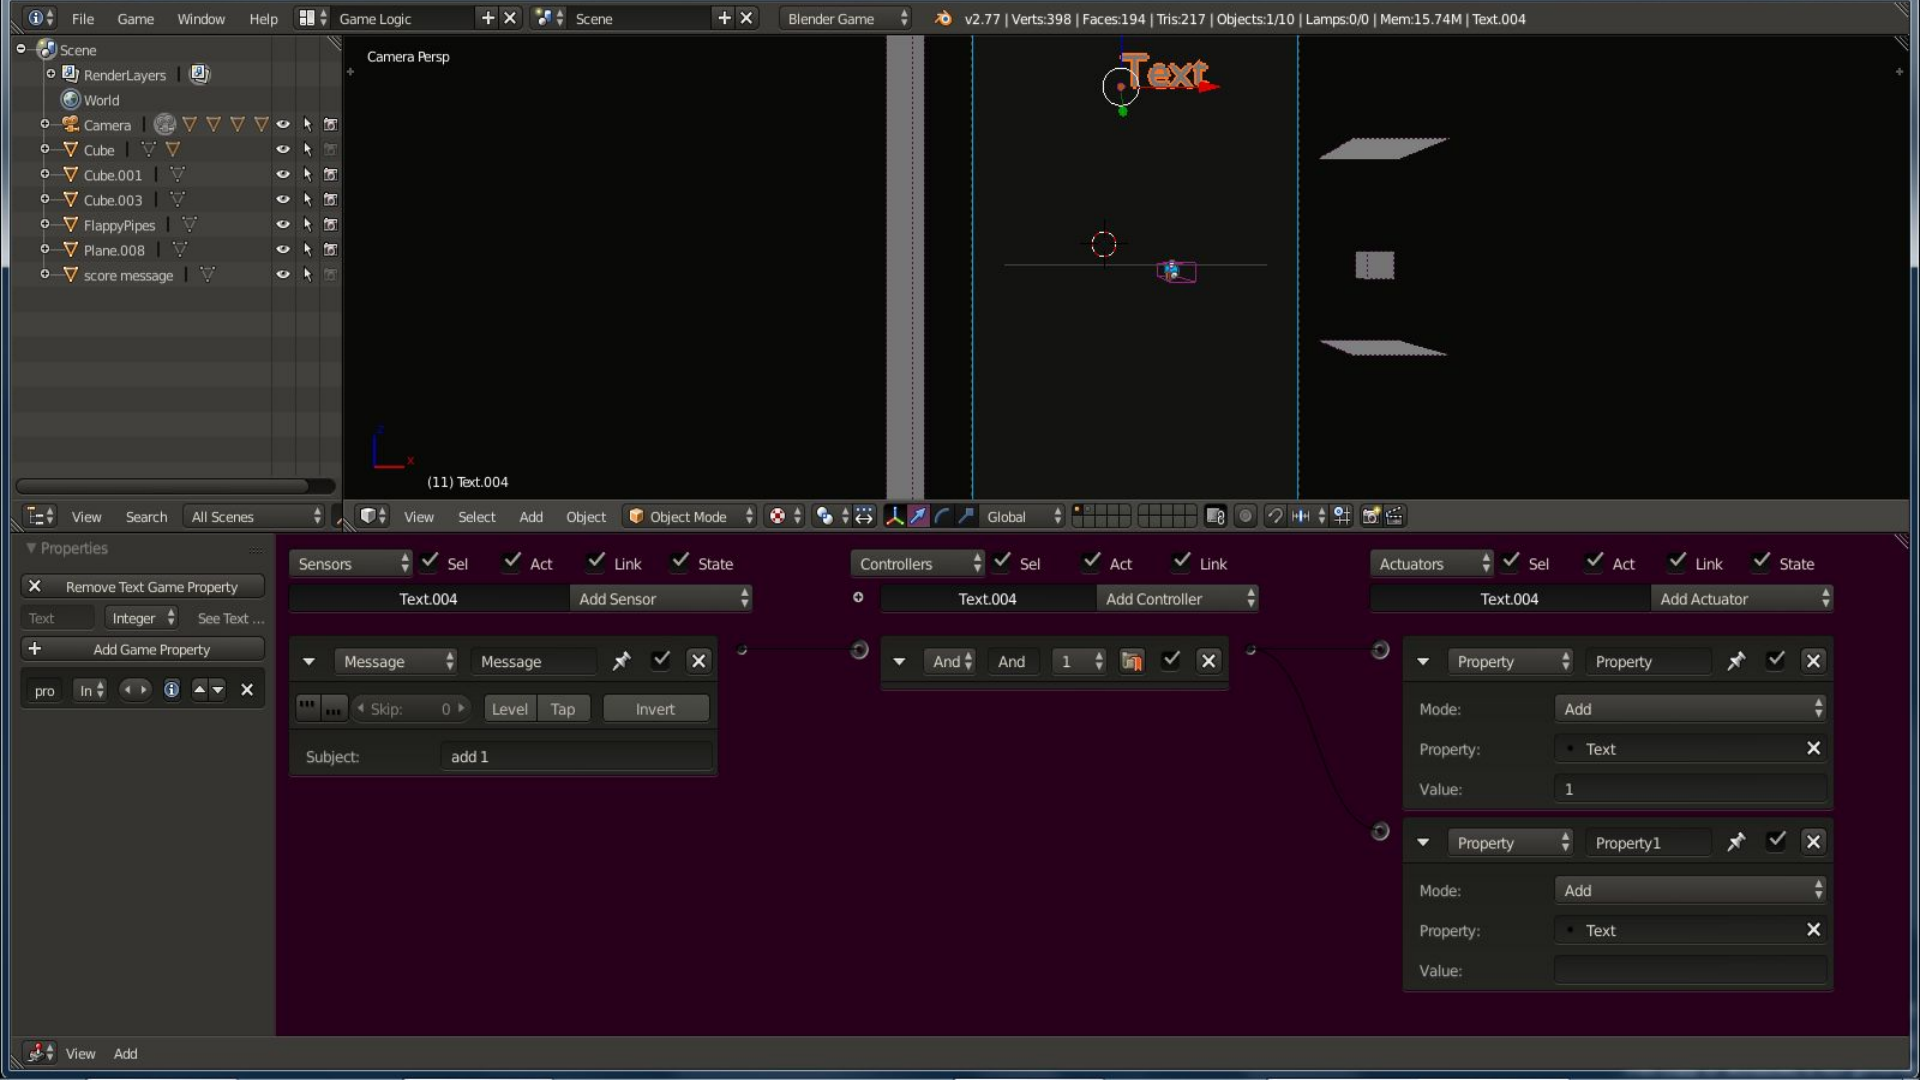 File Game Window Help Game Logic Scene Blender Game v2.77 | Verts:398 | Faces:194 | Tris:217 | Objects:1/10 | Lamps:0/0 | Mem:15.74M | Text.004
Scene
RenderLayers
World
Camera
Cube
Cube.001
Cube.003
FlappyPipes
Plane.008
score message
View Search All Scenes
Camera Persp
Text
z
x
(11) Text.004
View Select Add Object Object Mode Global
Properties
Remove Text Game Property
Text Integer See Text ...
Add Game Property
pro In
Sensors Sel Act Link State
Text.004 Add Sensor
Message Message
Skip: 0 Level Tap Invert
Subject: add 1
Controllers Sel Act Link
Text.004 Add Controller
And And 1
Actuators Sel Act Link State
Text.004 Add Actuator
Property Property
Mode: Add
Property: Text
Value: 1
Property Property1
Mode: Add
Property: Text
Value:
View Add